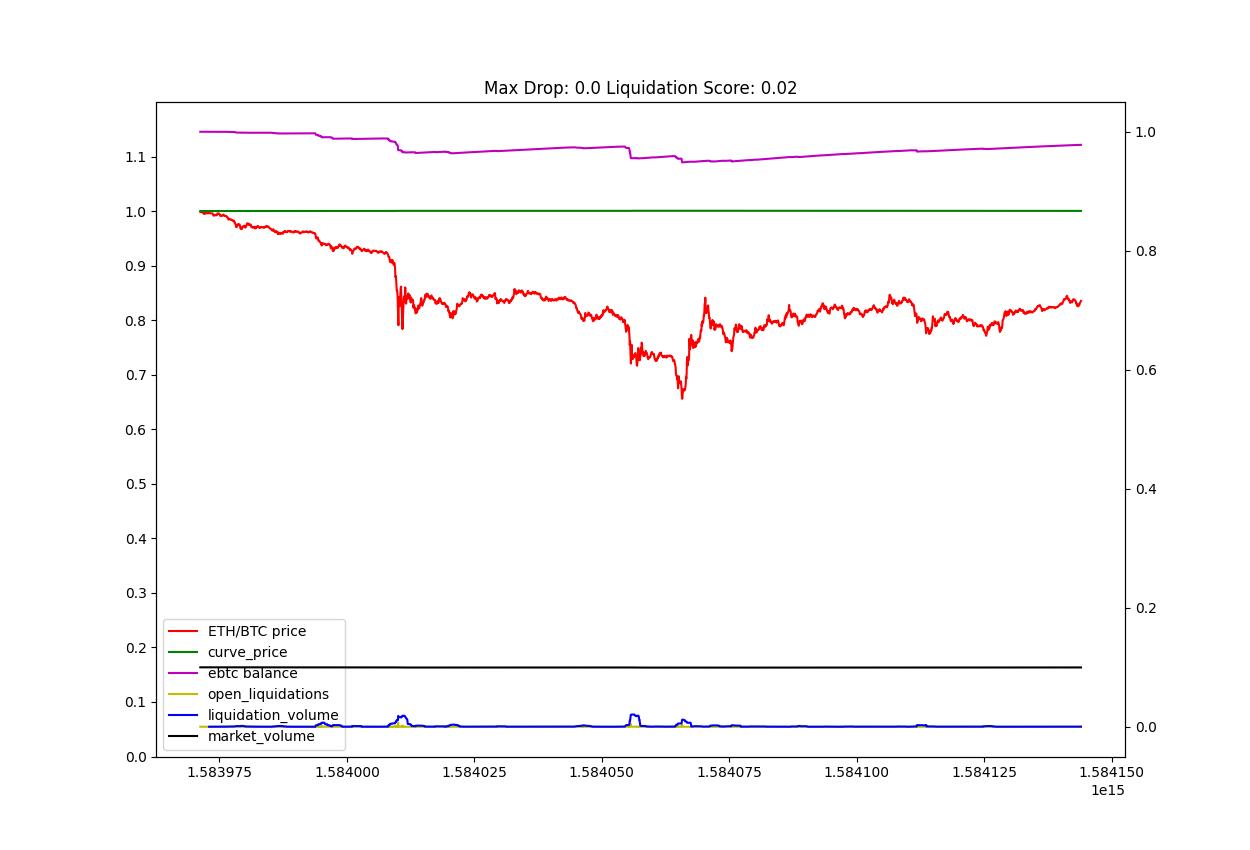 Max Drop: 0.0 Liquidation Score: 0.02
1.1
1.0
0.9
0.8
0.7
0.6
0.5
0.4
0.3
0.2
0.1
0.0
1.0
0.8
0.6
0.4
0.2
0.0
ETH/BTC price
curve_price
ebtc balance
open_liquidations
liquidation_volume
market_volume
1.583975 1.584000 1.584025 1.584050 1.584075 1.584100 1.584125 1.584150
1e15